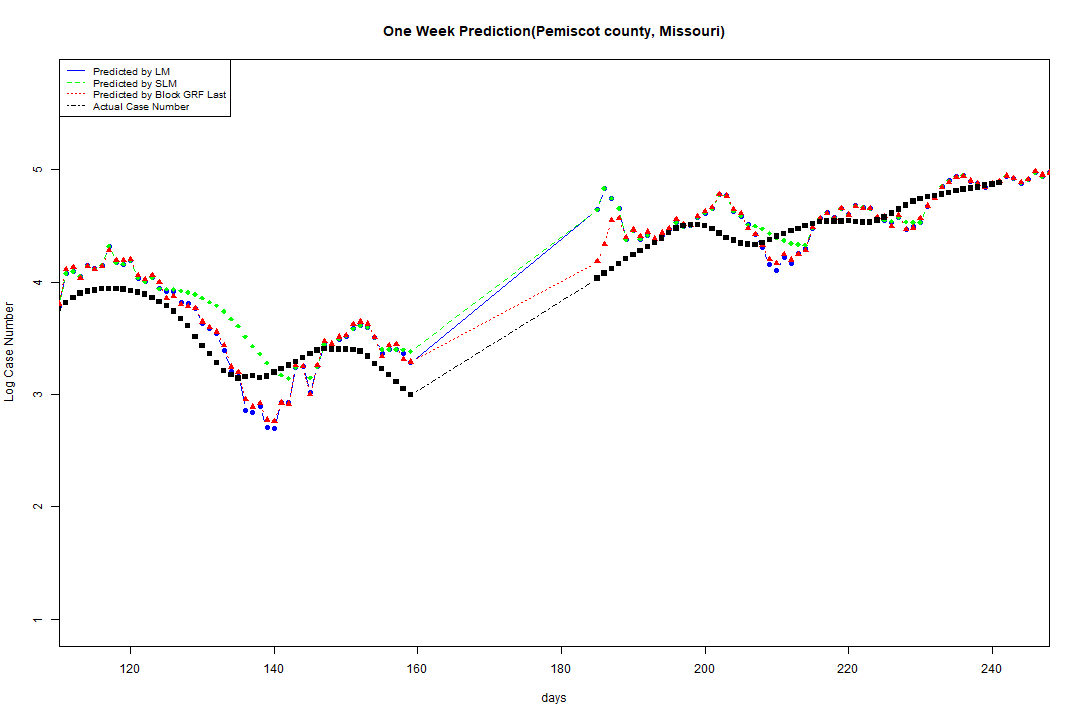 One Week Prediction(Pemiscot county, Missouri)
Predicted by LM
Predicted by SLM
Predicted by Block GRF Last
Actual Case Number
5
4
3
2
1
Log Case Number
120 140 160 180 200 220 240
days